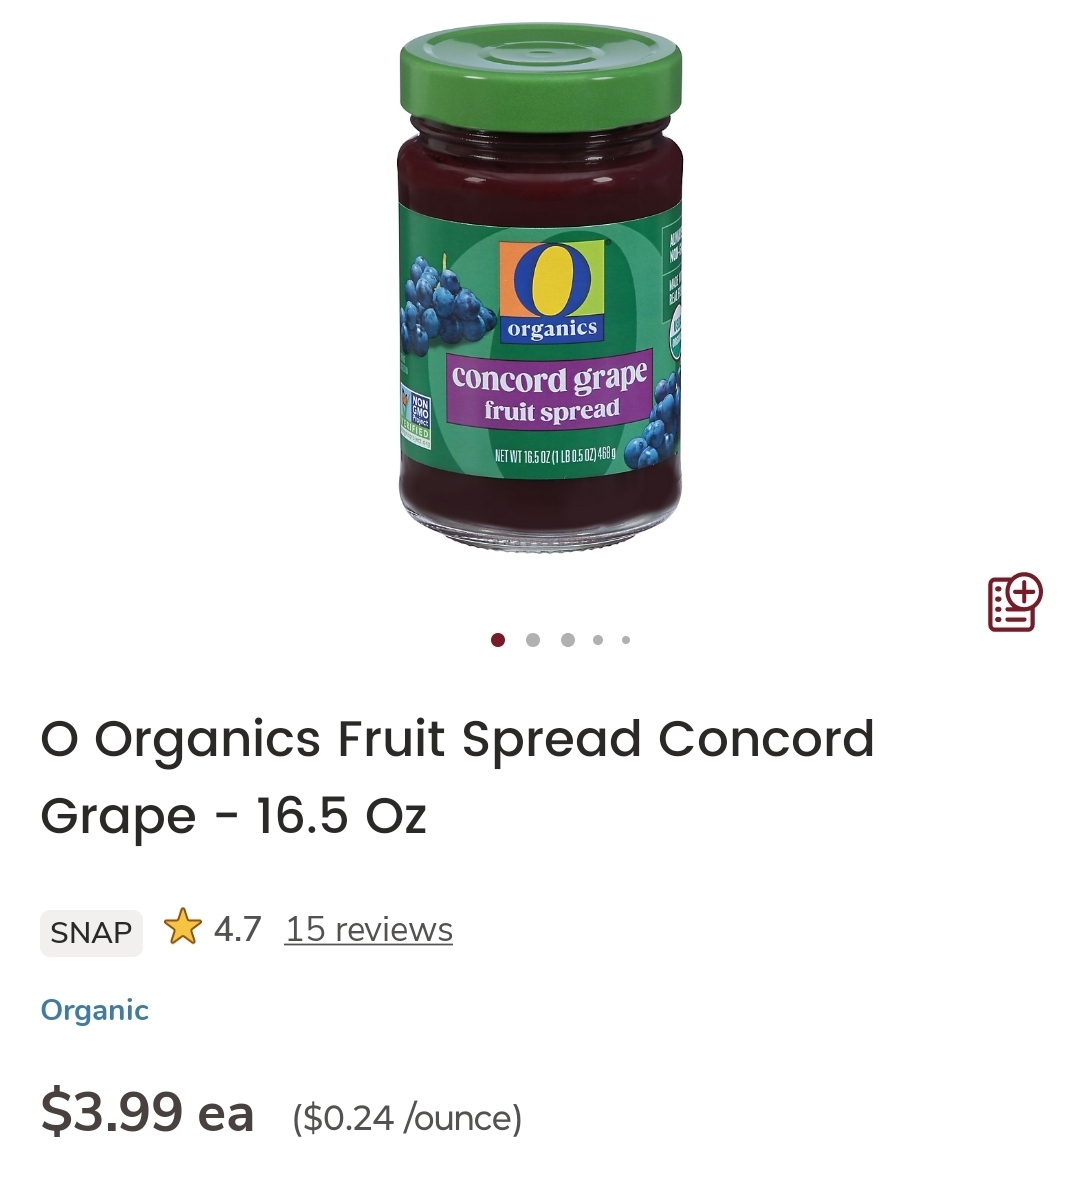 O
organics
concord grape
fruit spread
NON
GMO
Project
NET WT 16.5 OZ (1 LB 0.5 OZ) 468 g
O Organics Fruit Spread Concord
Grape - 16.5 Oz
SNAP 4.7 15 reviews
Organic
$3.99 ea ($0.24 /ounce)